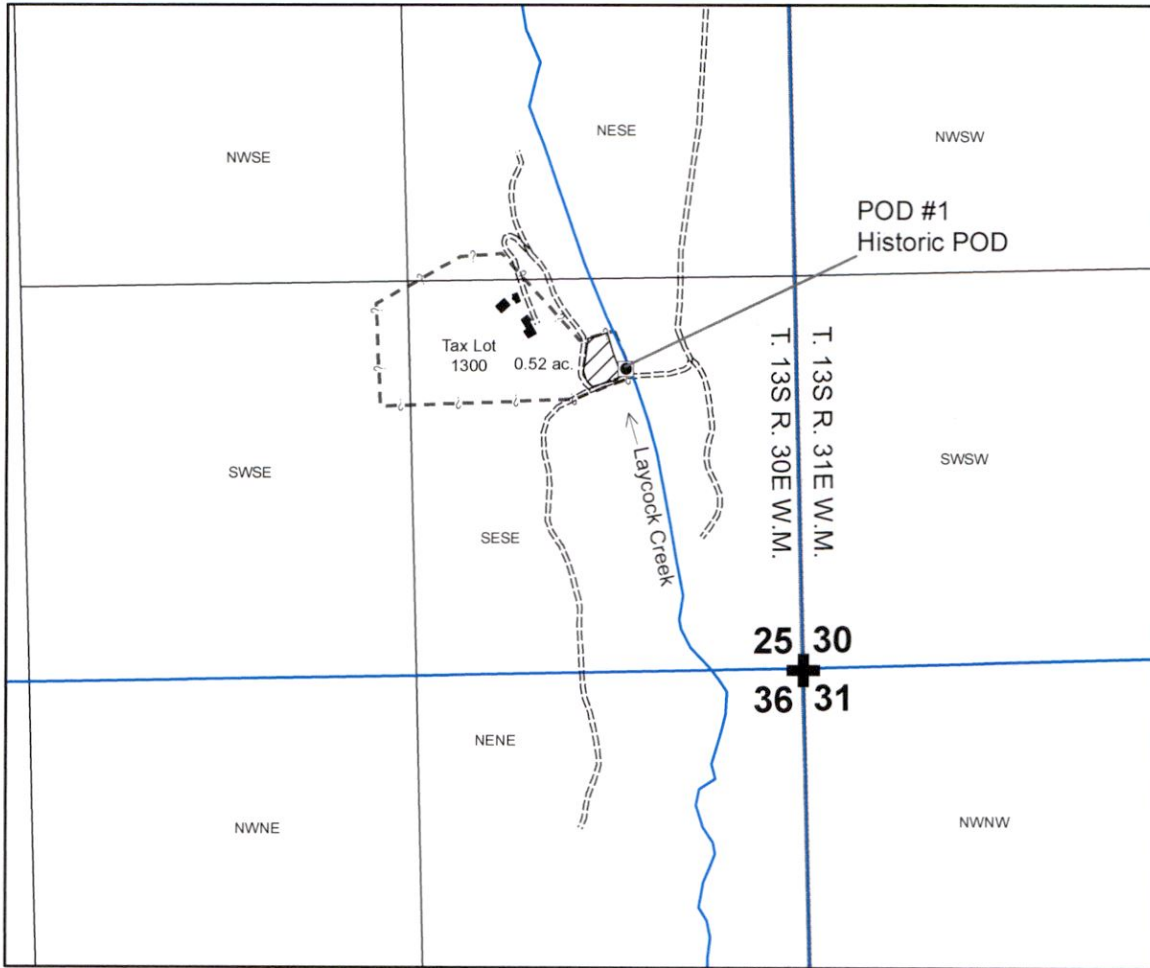 NESE
NWSE
NWSW
POD #1
Historic POD
Tax Lot
1300
0.52 ac.
T. 13S R. 30E W.M.
T. 13S R. 31E W.M.
Laycock Creek
SWSE
SWSW
SESE
25
30
36
31
NENE
NWNE
NWNW